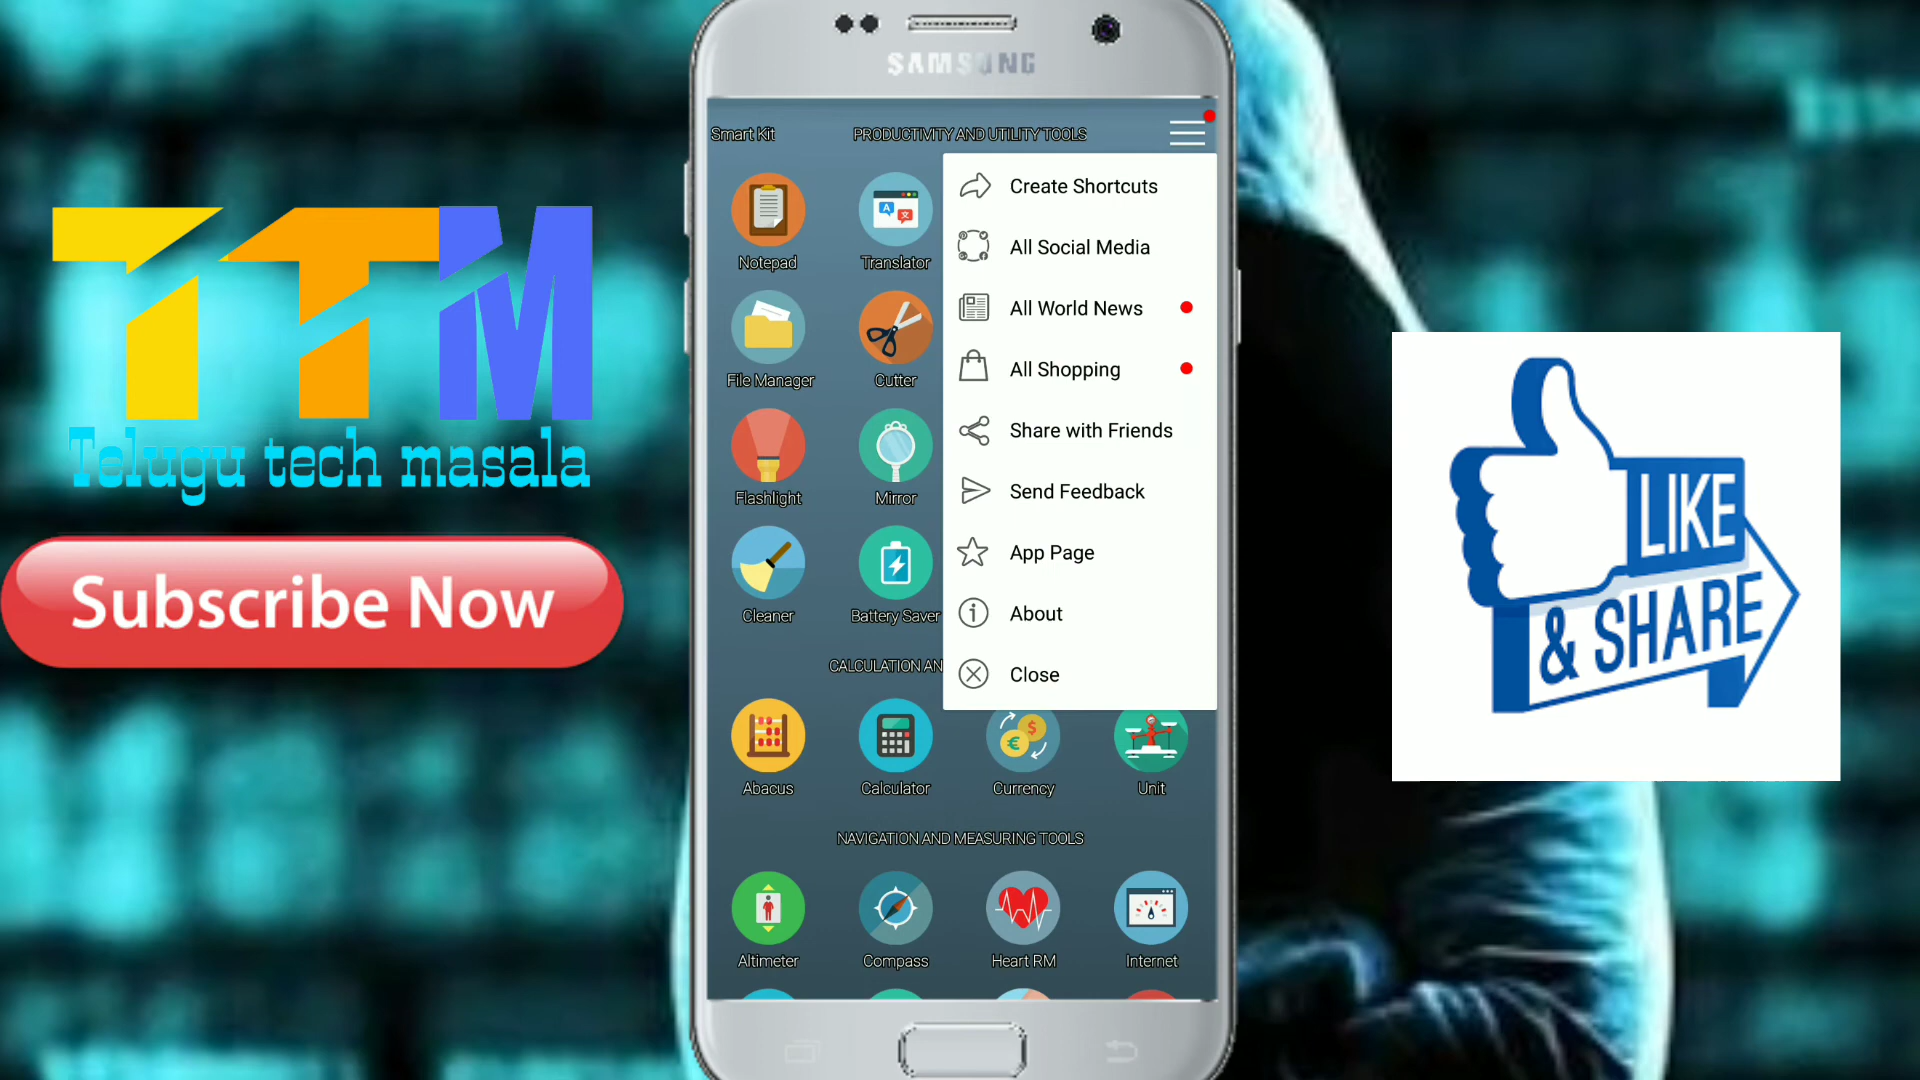 SAMSUNG
Smart Kit
PRODUCTIVITY AND UTILITY TOOLS
Notepad
Translator
File Manager
Cutter
Flashlight
Mirror
Cleaner
Battery Saver
Create Shortcuts
All Social Media
All World News
All Shopping
Share with Friends
Send Feedback
App Page
About
Close
CALCULATION AN
Abacus
Calculator
Currency
Unit
NAVIGATION AND MEASURING TOOLS
Altimeter
Compass
Heart RM
Internet
TTM
Telugu tech masala
Subscribe Now
LIKE
& SHARE